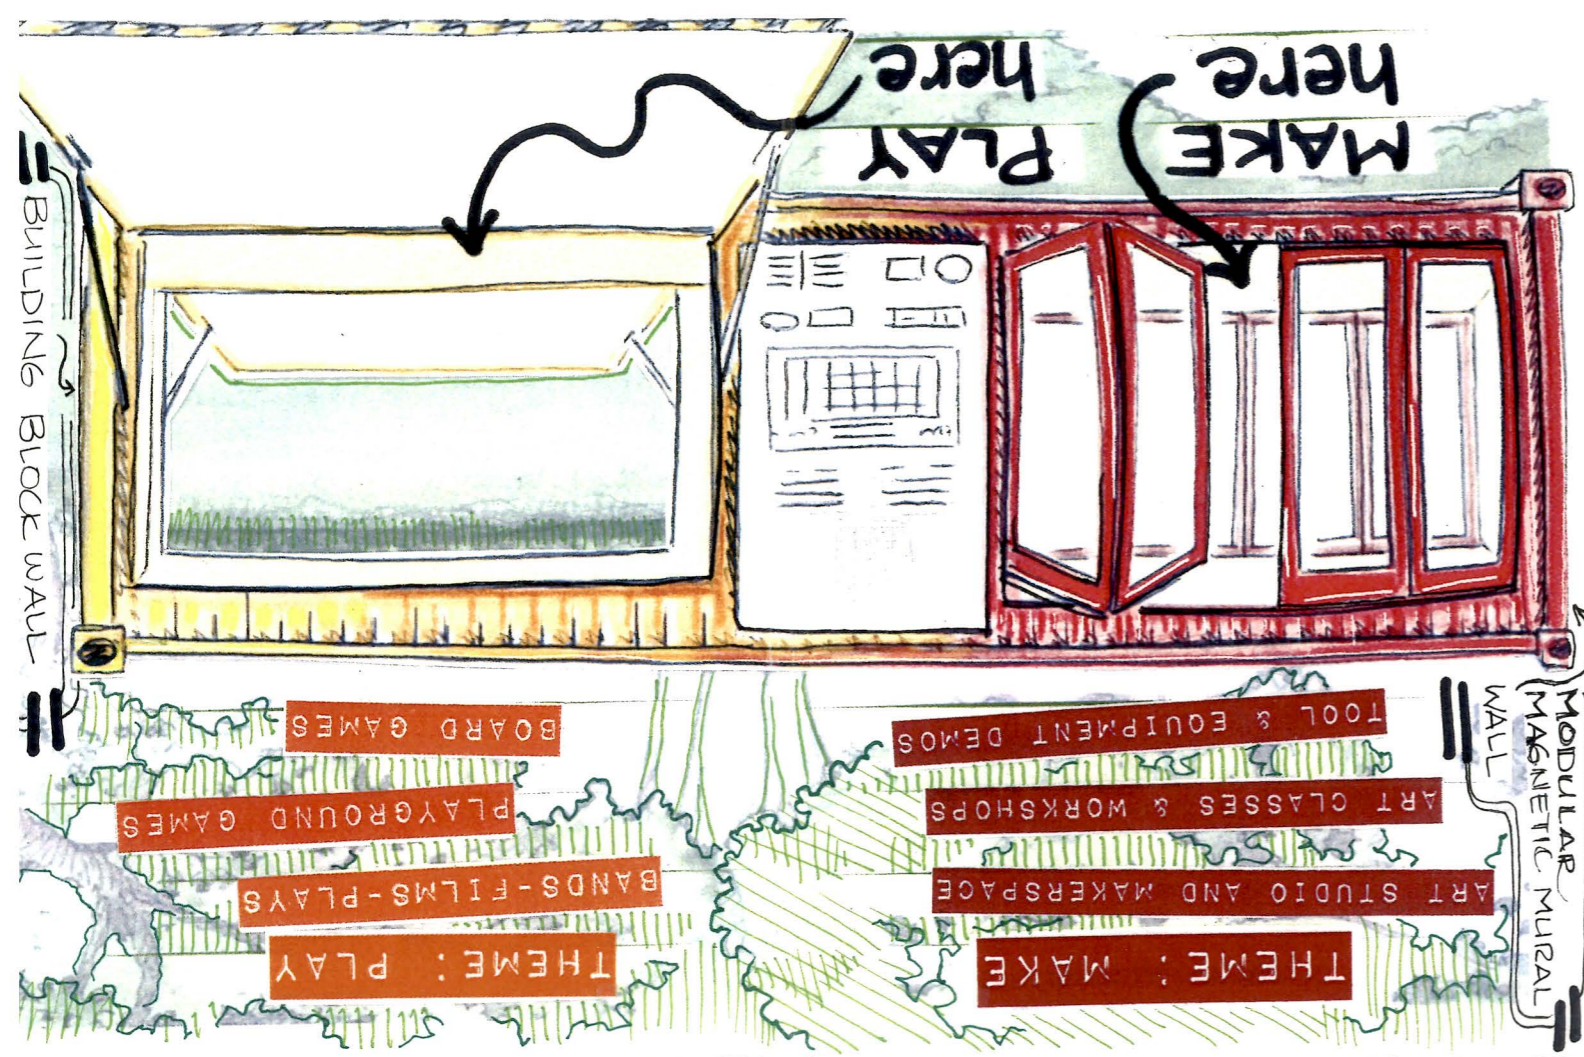 THEME: MAKE
ART STUDIO AND MAKERSPACE
ART CLASSES & WORKSHOPS
TOOL & EQUIPMENT DEMOS
THEME: PLAY
BANDS-FILMS-PLAYS
PLAYGROUND GAMES
BOARD GAMES
MODULAR
MAGNETIC MURAL
WALL
BUILDING BLOCK WALL
MAKE
here
PLAY
here